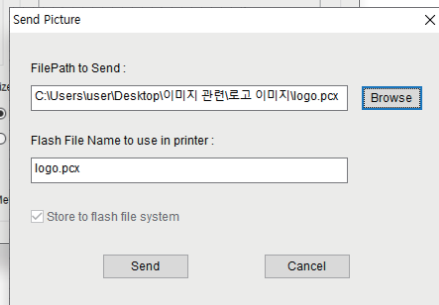 Send Picture
FilePath to Send :
C:\Users\user\Desktop\이미지 관련\로고 이미지\logo.pcx
Browse
Flash File Name to use in printer :
logo.pcx
Store to flash file system
Send
Cancel